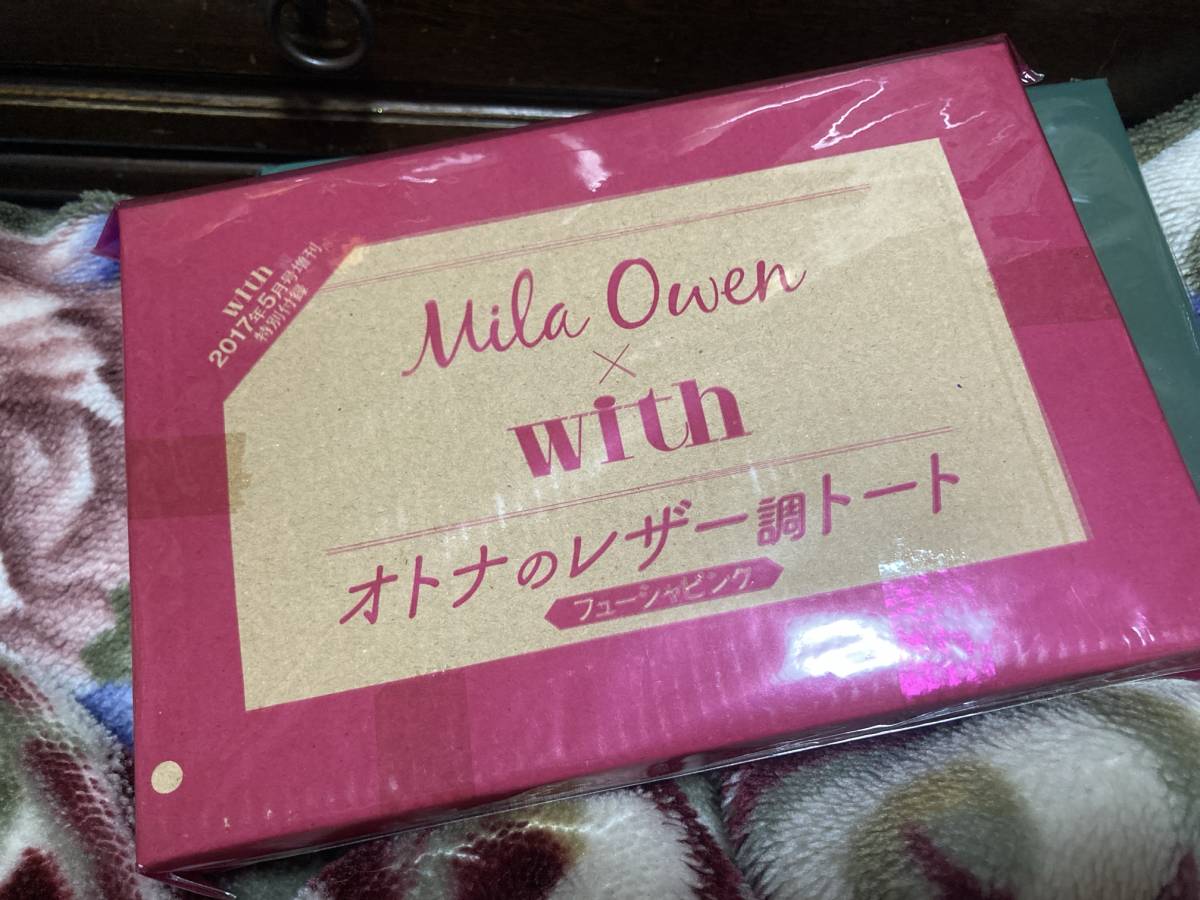 with
2017年5月号増刊
特別付録
Mila Owen
×
with
オトナのレザー調トート
フューシャピンク